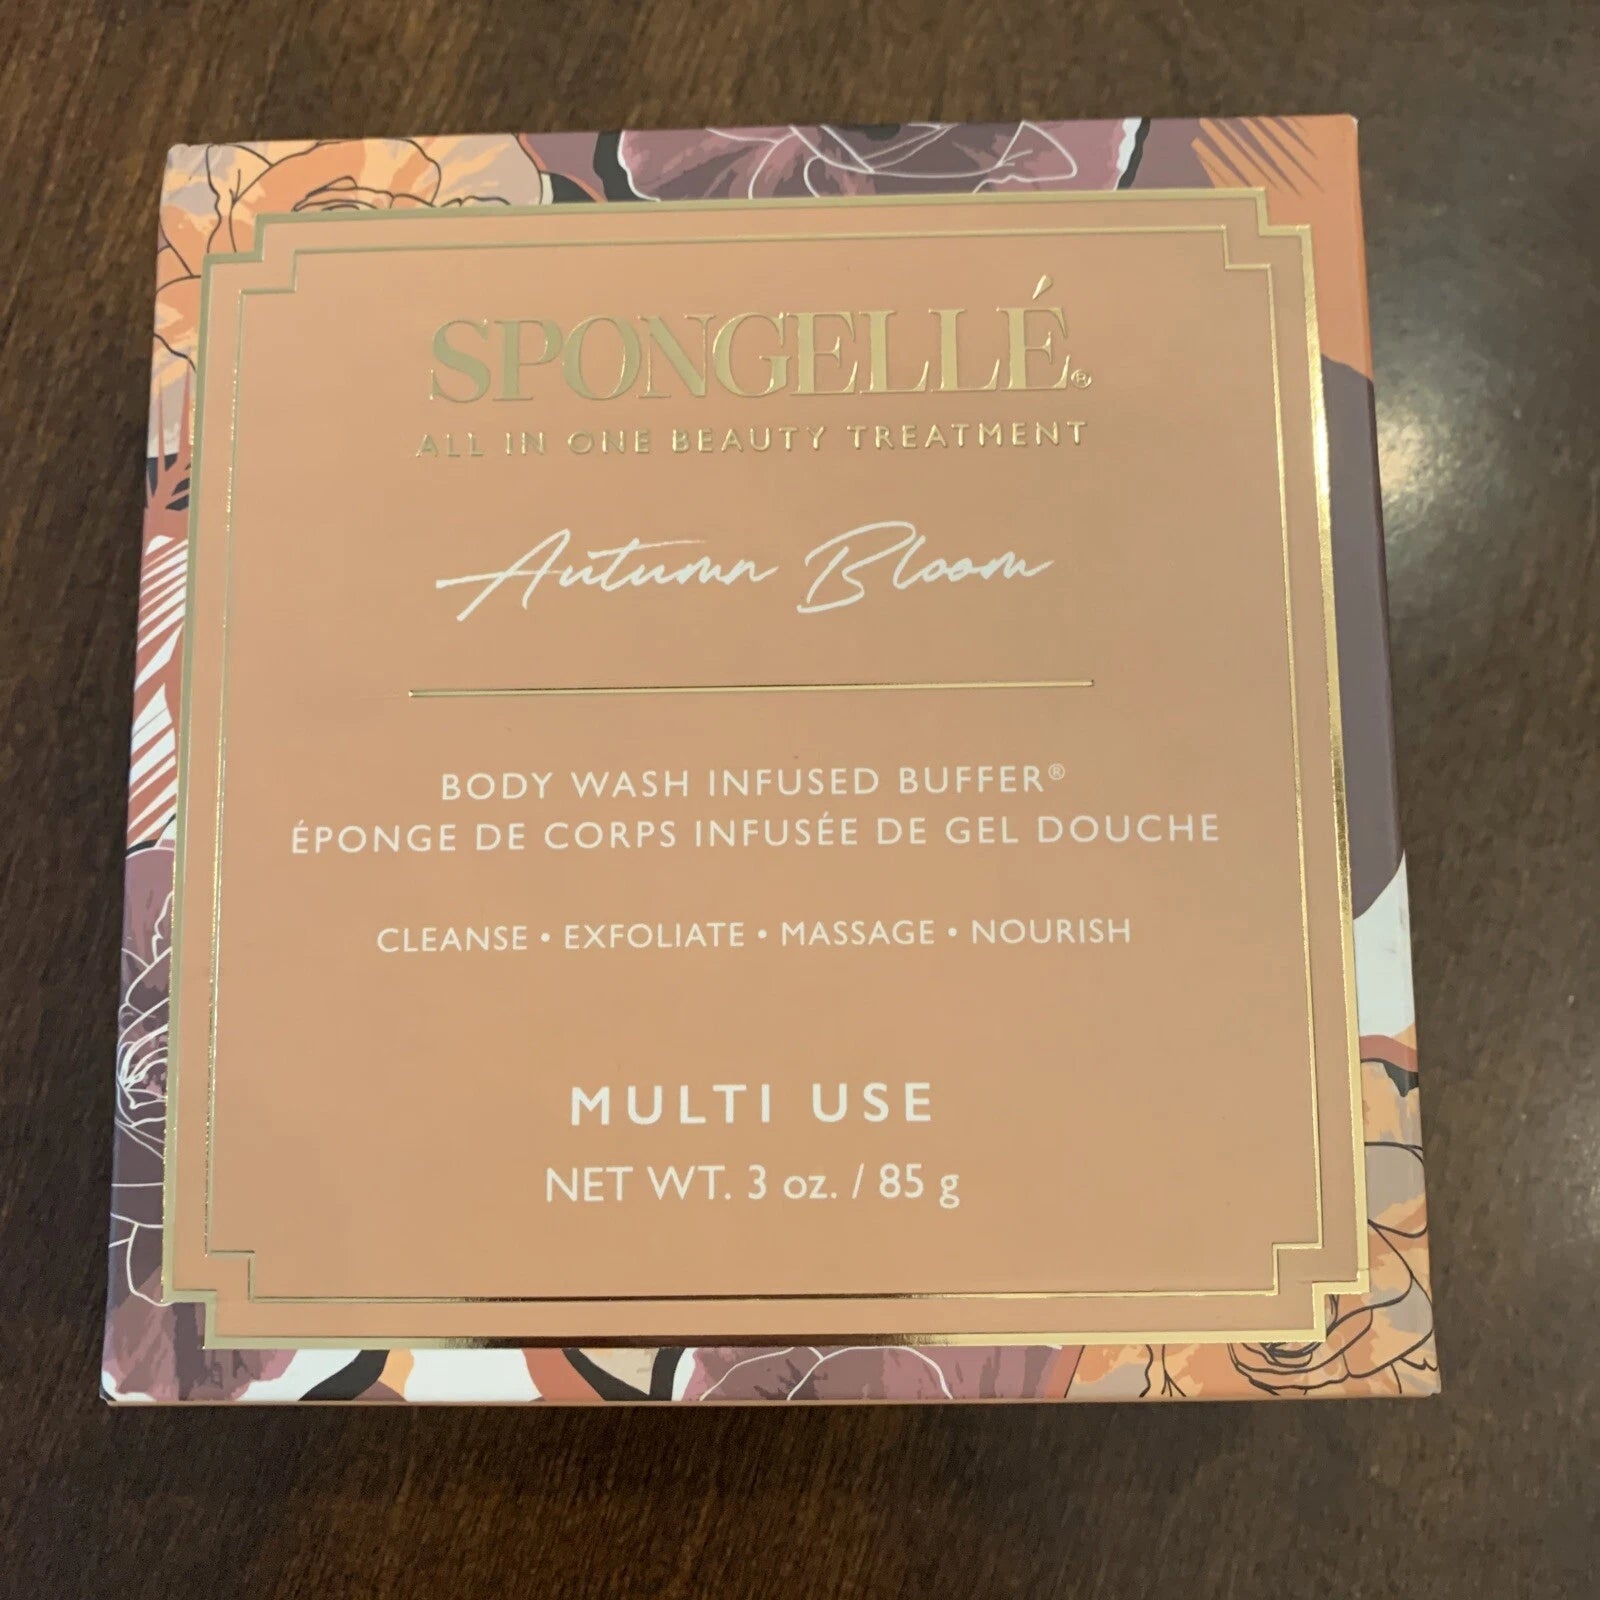 SPONGELLÉ®
ALL IN ONE BEAUTY TREATMENT
Autumn Bloom
BODY WASH INFUSED BUFFER®
ÉPONGE DE CORPS INFUSÉE DE GEL DOUCHE
CLEANSE • EXFOLIATE • MASSAGE • NOURISH
MULTI USE
NET WT. 3 oz. / 85 g